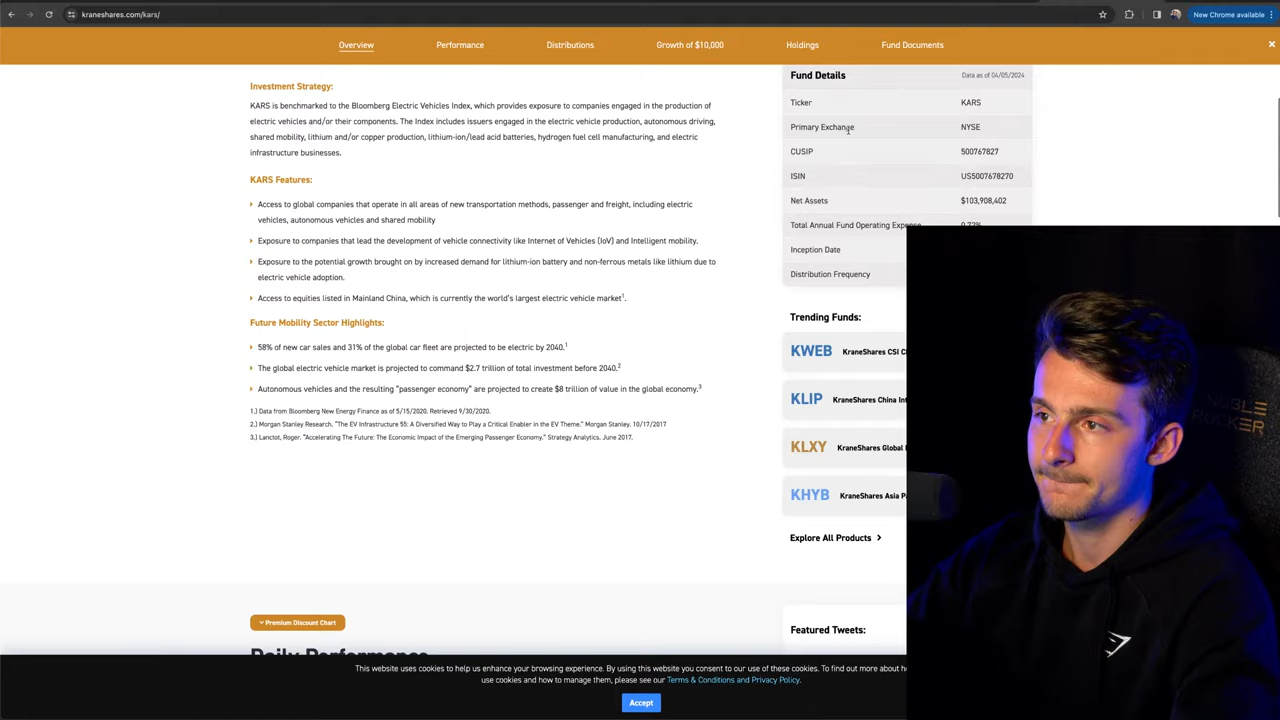 kraneshares.com/kars/
New Chrome available
Overview
Performance
Distributions
Growth of $10,000
Holdings
Fund Documents
Investment Strategy:
KARS is benchmarked to the Bloomberg Electric Vehicles Index, which provides exposure to companies engaged in the production of
electric vehicles and/or their components. The Index includes issuers engaged in the electric vehicle production, autonomous driving,
shared mobility, lithium and/or copper production, lithium-ion/lead acid batteries, hydrogen fuel cell manufacturing, and electric
infrastructure businesses.
KARS Features:
Access to global companies that operate in all areas of new transportation methods, passenger and freight, including electric
vehicles, autonomous vehicles and shared mobility
Exposure to companies that lead the development of vehicle connectivity like Internet of Vehicles (IoV) and Intelligent mobility.
Exposure to the potential growth brought on by increased demand for lithium-ion battery and non-ferrous metals like lithium due to
electric vehicle adoption.
Access to equities listed in Mainland China, which is currently the world's largest electric vehicle market1.
Future Mobility Sector Highlights:
58% of new car sales and 31% of the global car fleet are projected to be electric by 2040.1
The global electric vehicle market is projected to command $2.7 trillion of total investment before 2040.2
Autonomous vehicles and the resulting "passenger economy" are projected to create $8 trillion of value in the global economy.3
1.) Data from Bloomberg New Energy Finance as of 5/15/2020. Retrieved 9/30/2020.
2.) Morgan Stanley Research. "The EV Infrastructure 55: A Diversified Way to Play a Critical Enabler in the EV Theme." Morgan Stanley. 10/17/2017
3.) Lanctot, Roger. "Accelerating The Future: The Economic Impact of the Emerging Passenger Economy." Strategy Analytics. June 2017.
Fund Details
Data as of 04/05/2024
Ticker KARS
Primary Exchange NYSE
CUSIP 500767827
ISIN US5007678270
Net Assets $103,908,402
Total Annual Fund Operating Expense 0.72%
Inception Date
Distribution Frequency
Trending Funds:
KWEB KraneShares CSI
KLIP KraneShares China
KLXY KraneShares Global
KHYB KraneShares Asia
Explore All Products
Premium Discount Chart
Daily Performance
Featured Tweets:
This website uses cookies to help us enhance your browsing experience. By using this website you consent to our use of these cookies. To find out more about
use cookies and how to manage them, please see our Terms & Conditions and Privacy Policy.
Accept